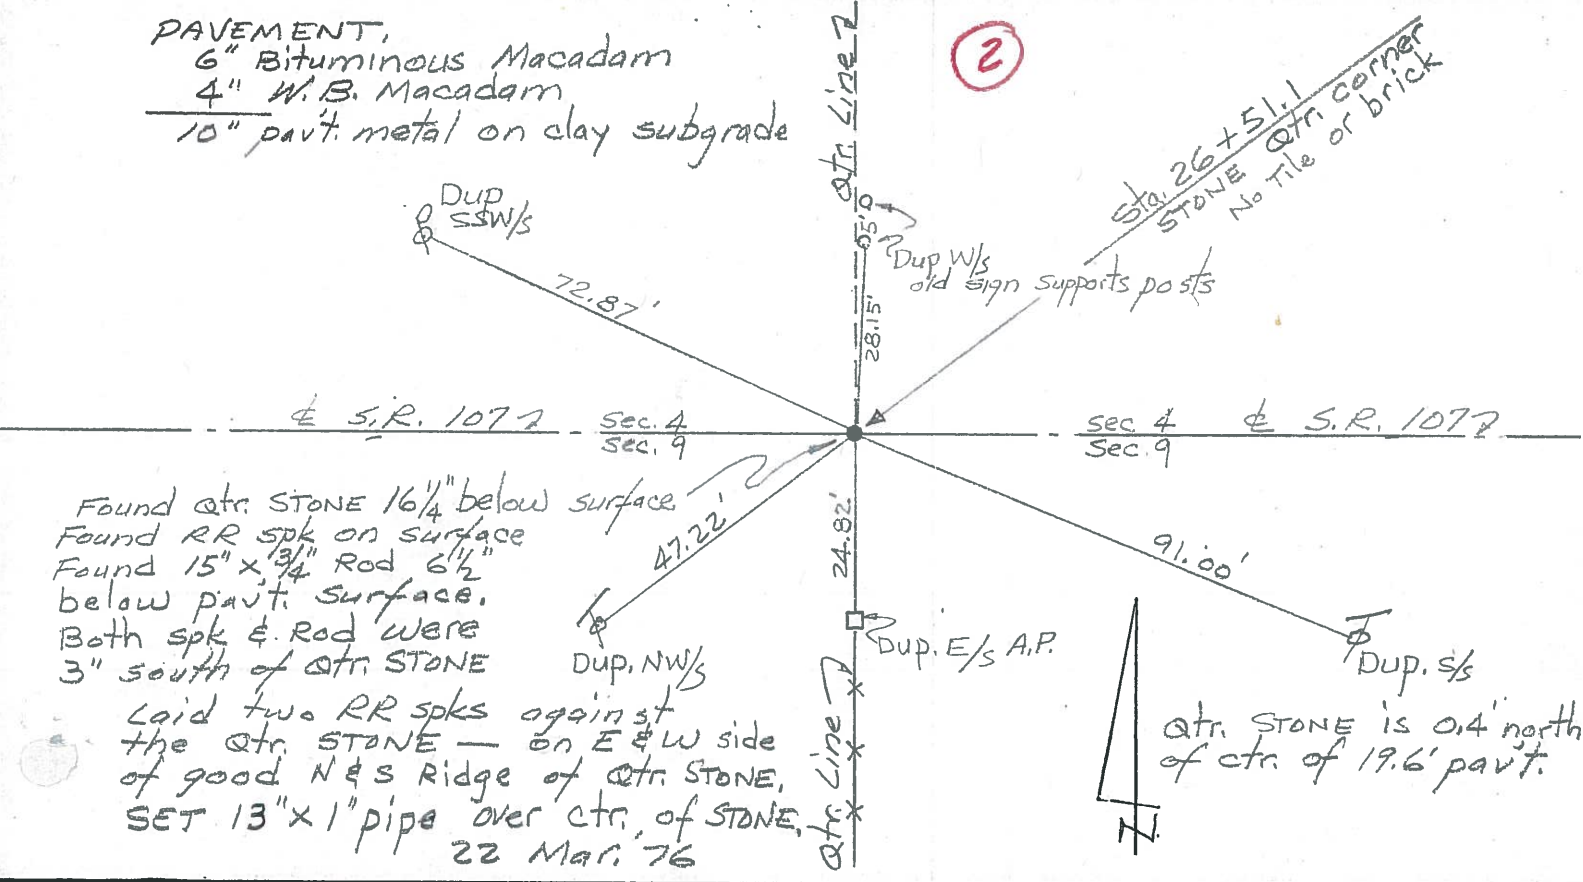 PAVEMENT.
6" Bituminous Macadam
4" W.B. Macadam
10" pav't. metal on clay subgrade
2
Qtr. Line
Sta. 26 + 51.1
STONE Qtr. corner
No Tile or brick
Dup
SSW/s
72.87'
.05'
28.15'
Dup W/s
old sign supports posts
℄ S.R. 107
sec. 4
sec. 9
sec 4
Sec. 9
℄ S.R. 107
Found Qtr. STONE 16¼" below surface
Found RR spk on surface
Found 15" x ¾" Rod 6½"
below pav't. surface.
Both spk & Rod were
3" south of Qtr. STONE
Laid two RR spks against
the Qtr. STONE — on E & W side
of good N & S Ridge of Qtr. STONE.
SET 13" X 1" pipe over ctr. of STONE.
22 Mar. '76
47.22'
Dup. NW/s
24.82'
Dup. E/s A.P.
Qtr. Line
91.00'
Dup. s/s
N.
Qtr. STONE is 0.4' north
of ctr. of 19.6' pav't.